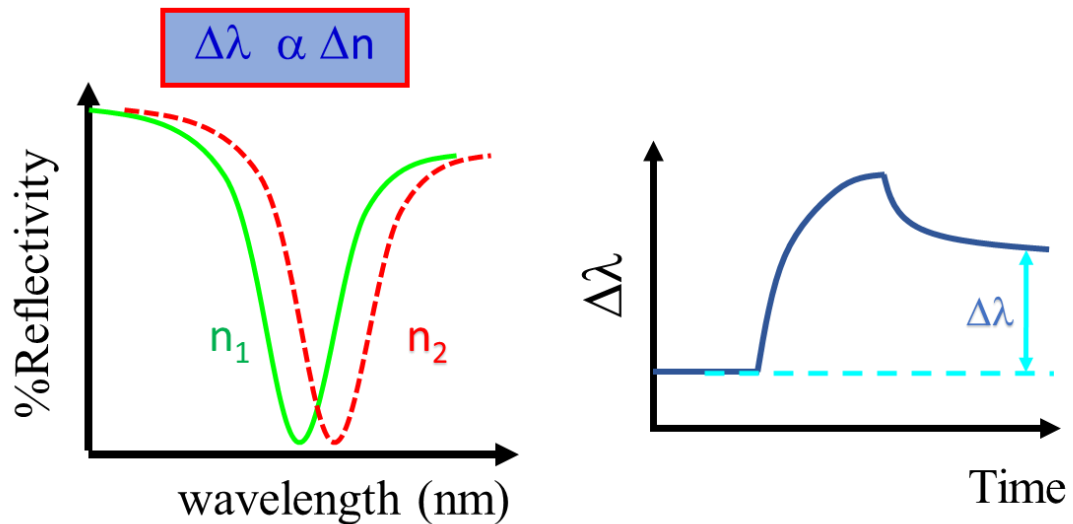 Δλ α Δn
%Reflectivity
n₁
n₂
wavelength (nm)
Δλ
Δλ
Time